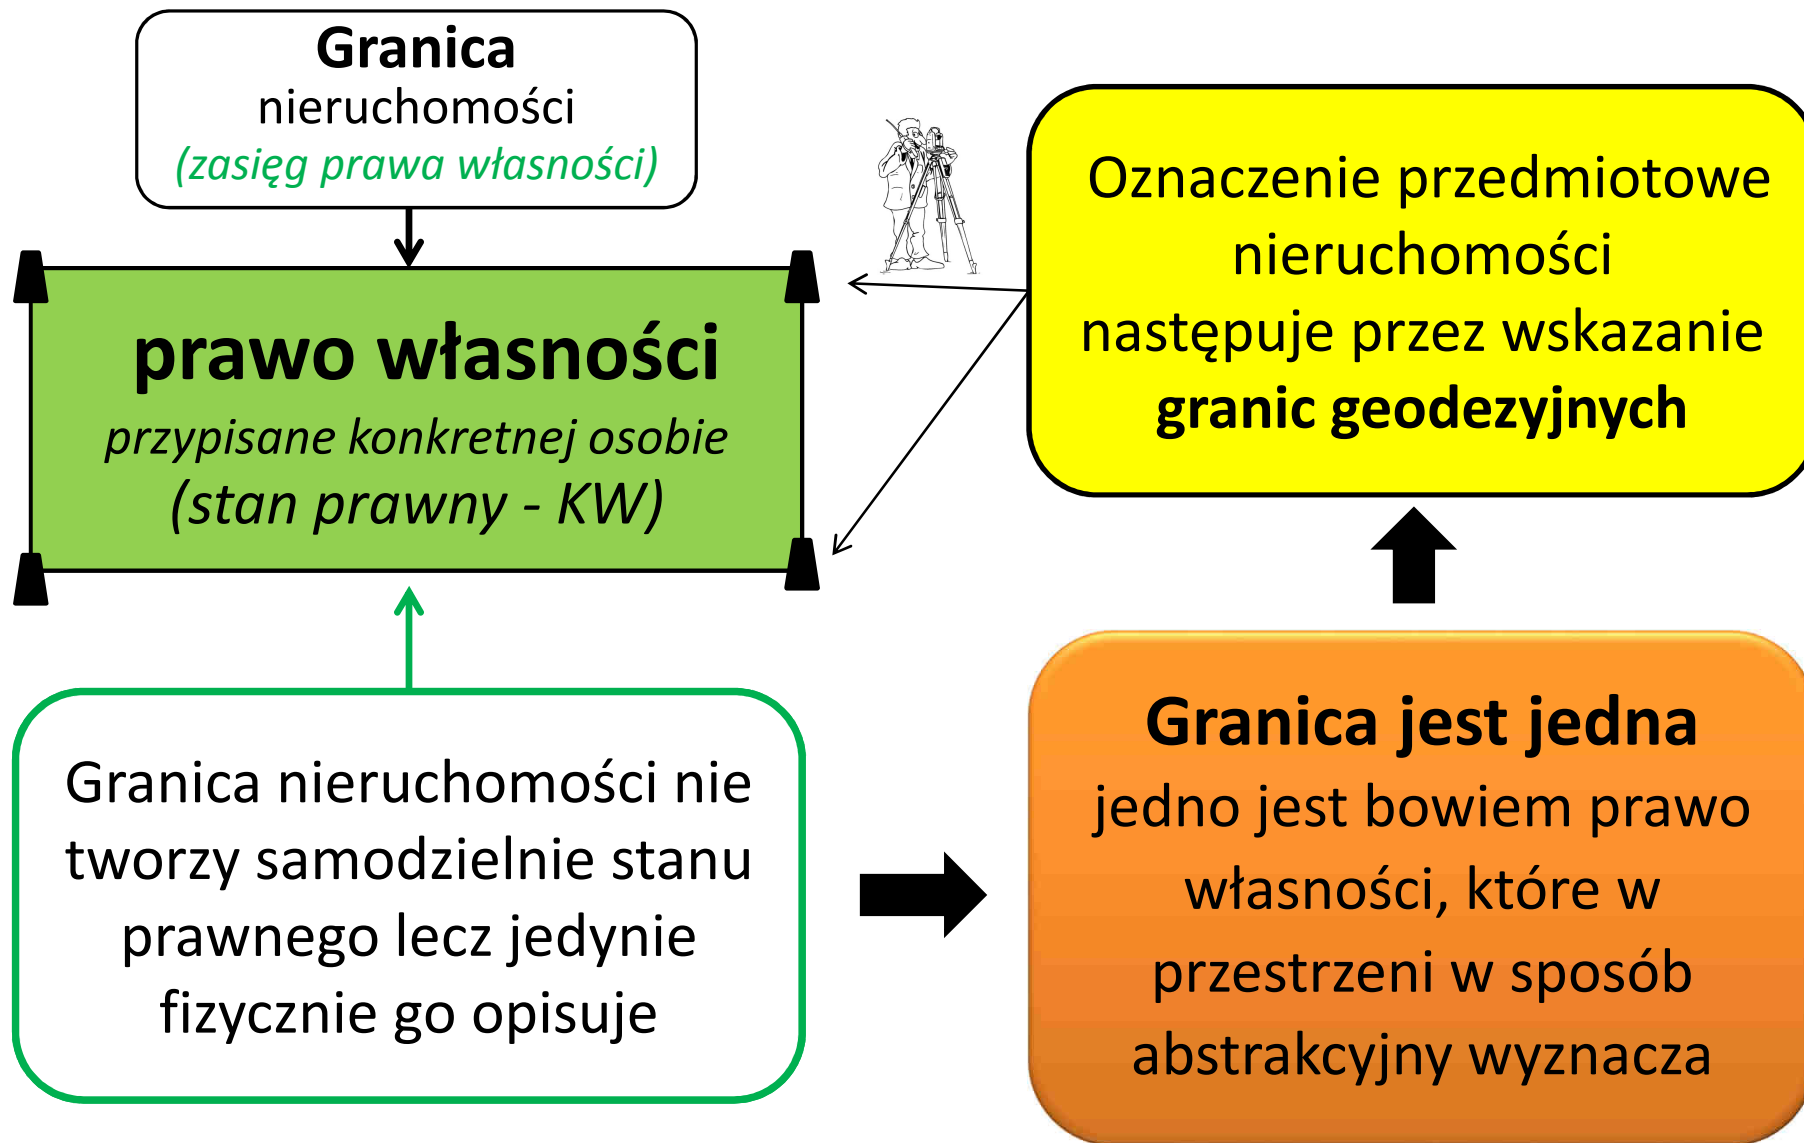 Granica
nieruchomości
(zasięg prawa własności)
prawo własności
przypisane konkretnej osobie
(stan prawny - KW)
Oznaczenie przedmiotowe
nieruchomości
następuje przez wskazanie
granic geodezyjnych
Granica nieruchomości nie
tworzy samodzielnie stanu
prawnego lecz jedynie
fizycznie go opisuje
Granica jest jedna
jedno jest bowiem prawo
własności, które w
przestrzeni w sposób
abstrakcyjny wyznacza